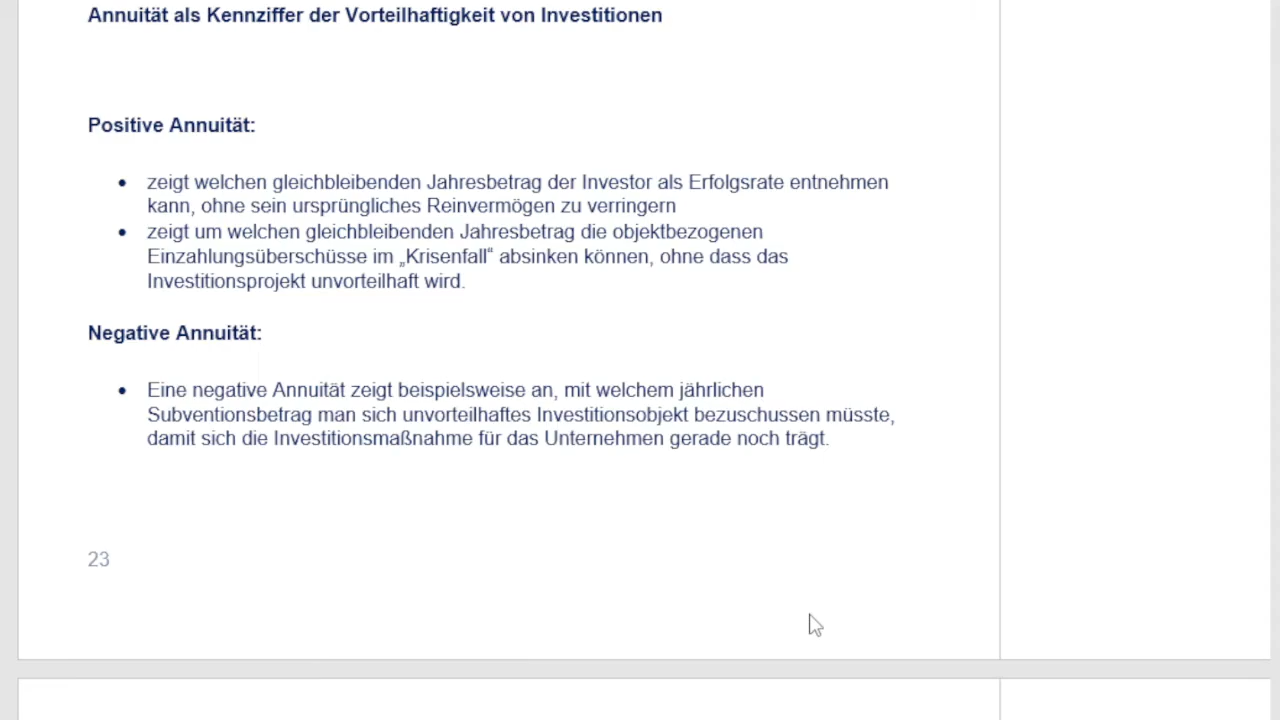 Annuität als Kennziffer der Vorteilhaftigkeit von Investitionen
Positive Annuität:
• zeigt welchen gleichbleibenden Jahresbetrag der Investor als Erfolgsrate entnehmen
kann, ohne sein ursprüngliches Reinvermögen zu verringern
• zeigt um welchen gleichbleibenden Jahresbetrag die objektbezogenen
Einzahlungsüberschüsse im „Krisenfall“ absinken können, ohne dass das
Investitionsprojekt unvorteilhaft wird.
Negative Annuität:
• Eine negative Annuität zeigt beispielsweise an, mit welchem jährlichen
Subventionsbetrag man sich unvorteilhaftes Investitionsobjekt bezuschussen müsste,
damit sich die Investitionsmaßnahme für das Unternehmen gerade noch trägt.
23